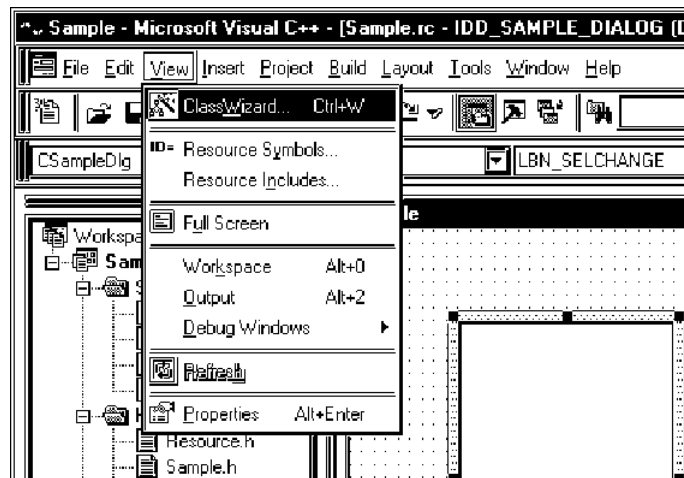 Sample - Microsoft Visual C++ - [Sample.rc - IDD_SAMPLE_DIALOG (D
File Edit View Insert Project Build Layout Tools Window Help
ClassWizard... Ctrl+W
CSampleDlg LBN_SELCHANGE
ID= Resource Symbols...
Resource Includes...
Full Screen
Workspa
Sam
Workspace Alt+0
Output Alt+2
Debug Windows
Refresh
Properties Alt+Enter
Resource.h
Sample.h